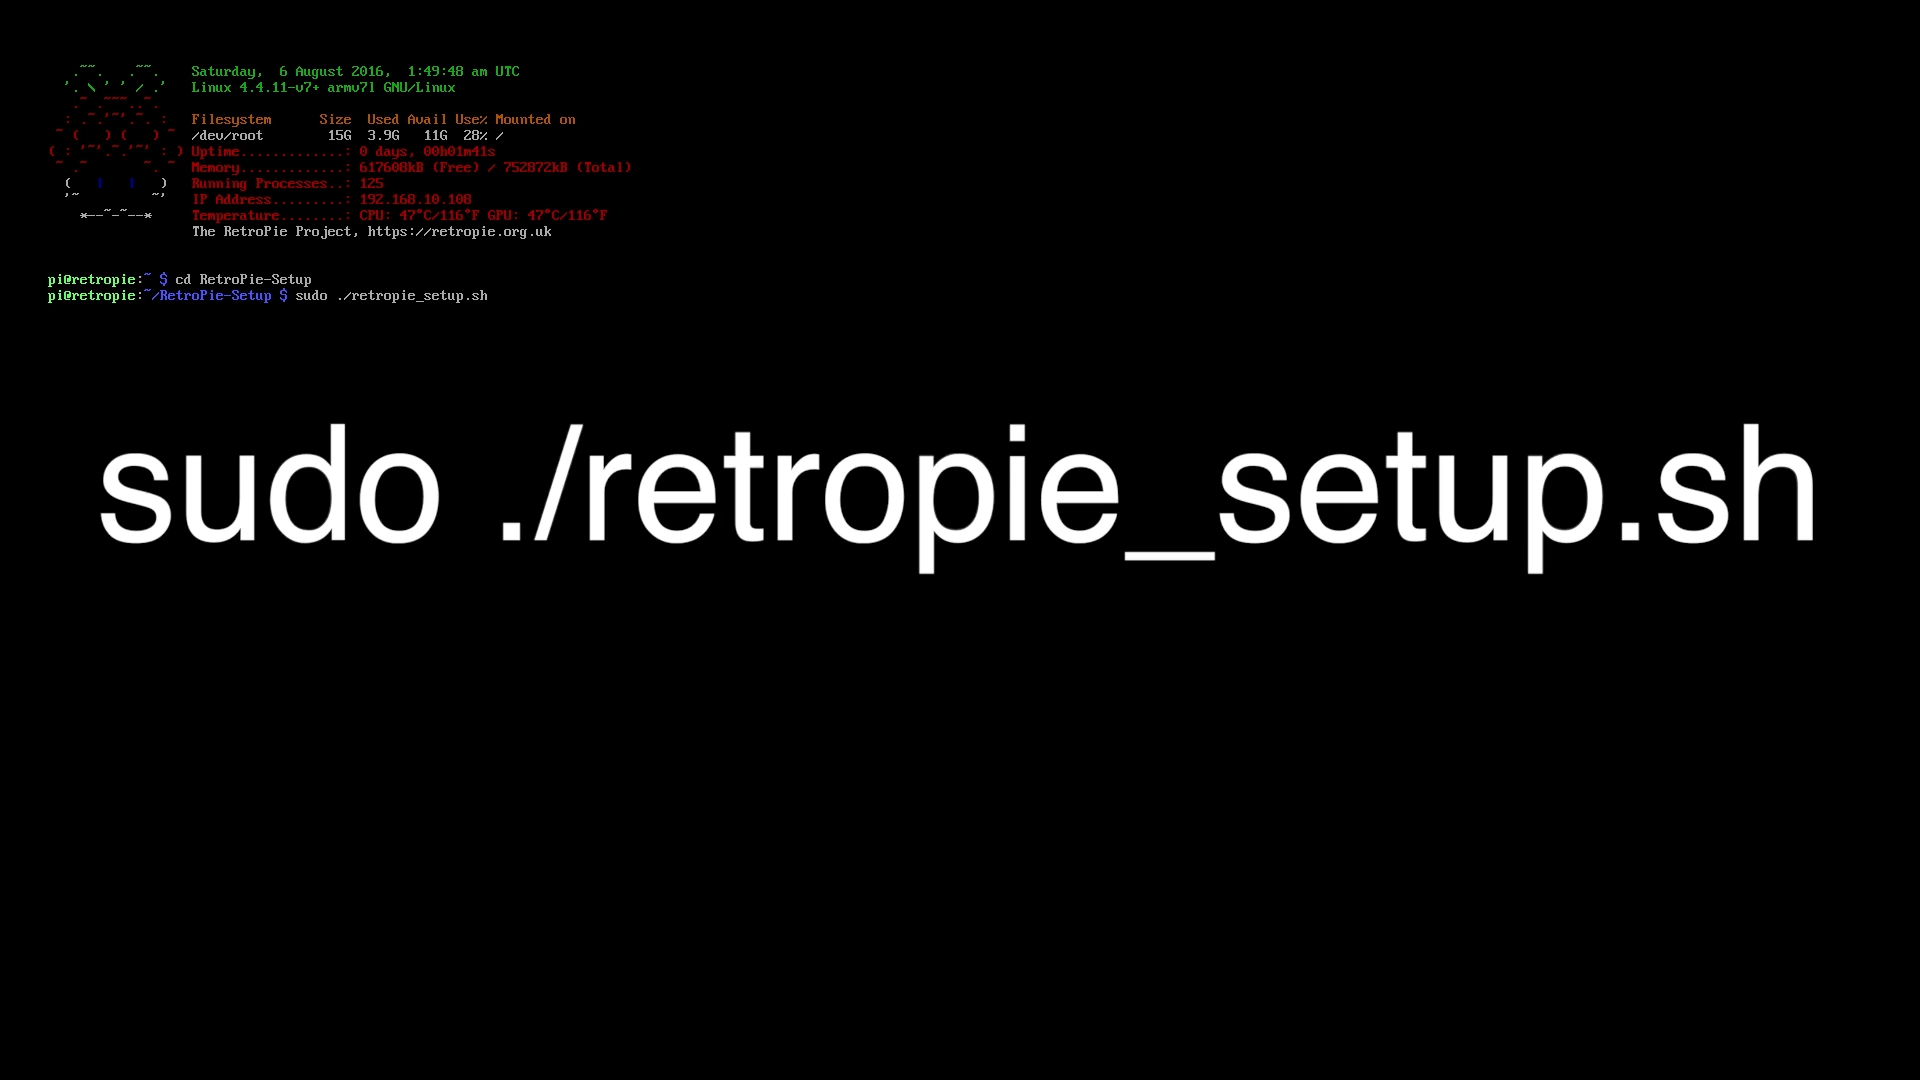 Saturday,  6 August 2016,  1:49:48 am UTC
Linux 4.4.11-v7+ armv7l GNU/Linux
Filesystem      Size  Used Avail Use% Mounted on
/dev/root        15G  3.9G   11G  28% /
Uptime.............: 0 days, 00h01m41s
Memory.............: 617608kB (Free) / 752872kB (Total)
Running Processes..: 125
IP Address.........: 192.168.10.108
Temperature........: CPU: 47°C/116°F GPU: 47°C/116°F
The RetroPie Project, https://retropie.org.uk
pi@retropie:~ $ cd RetroPie-Setup
pi@retropie:~/RetroPie-Setup $ sudo ./retropie_setup.sh
sudo ./retropie_setup.sh